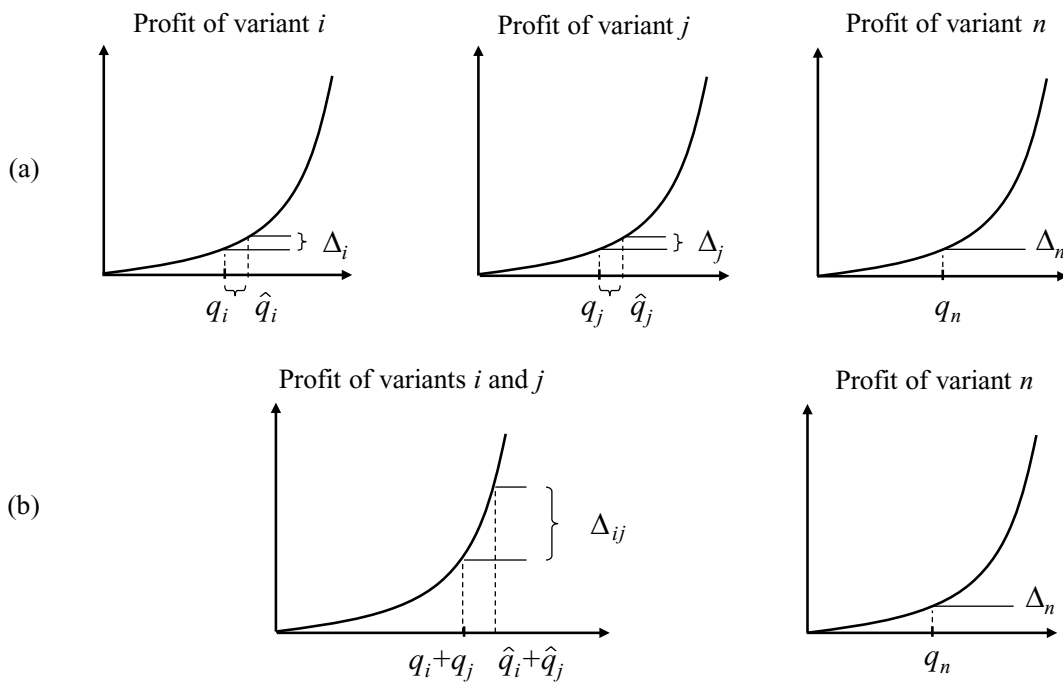 Profit of variant i
Profit of variant j
Profit of variant n
(a)
Δi
Δj
Δn
qi q̂i
qj q̂j
qn
Profit of variants i and j
Profit of variant n
(b)
Δij
Δn
qi+qj q̂i+q̂j
qn